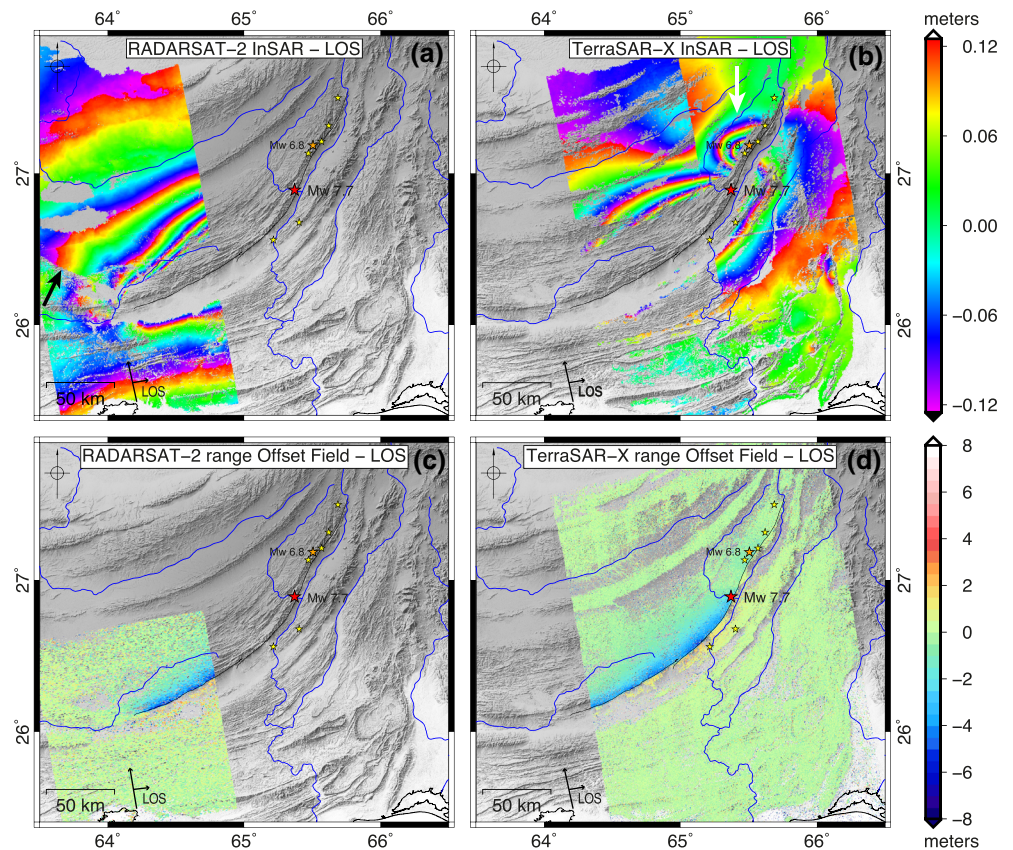 64° 65° 66° 64° 65° 66° meters
RADARSAT−2 InSAR − LOS (a)
TerraSAR−X InSAR − LOS (b)
0.12
0.06
0.00
−0.06
−0.12
27°
26°
Mw 6.8
Mw 7.7
50 km
LOS
Mw 6.8
Mw 7.7
50 km
LOS
RADARSAT−2 range Offset Field − LOS (c)
TerraSAR−X range Offset Field − LOS (d)
8
6
4
2
0
−2
−4
−6
−8
27°
26°
Mw 6.8
Mw 7.7
50 km
LOS
Mw 6.8
Mw 7.7
50 km
LOS
64° 65° 66° 64° 65° 66° meters